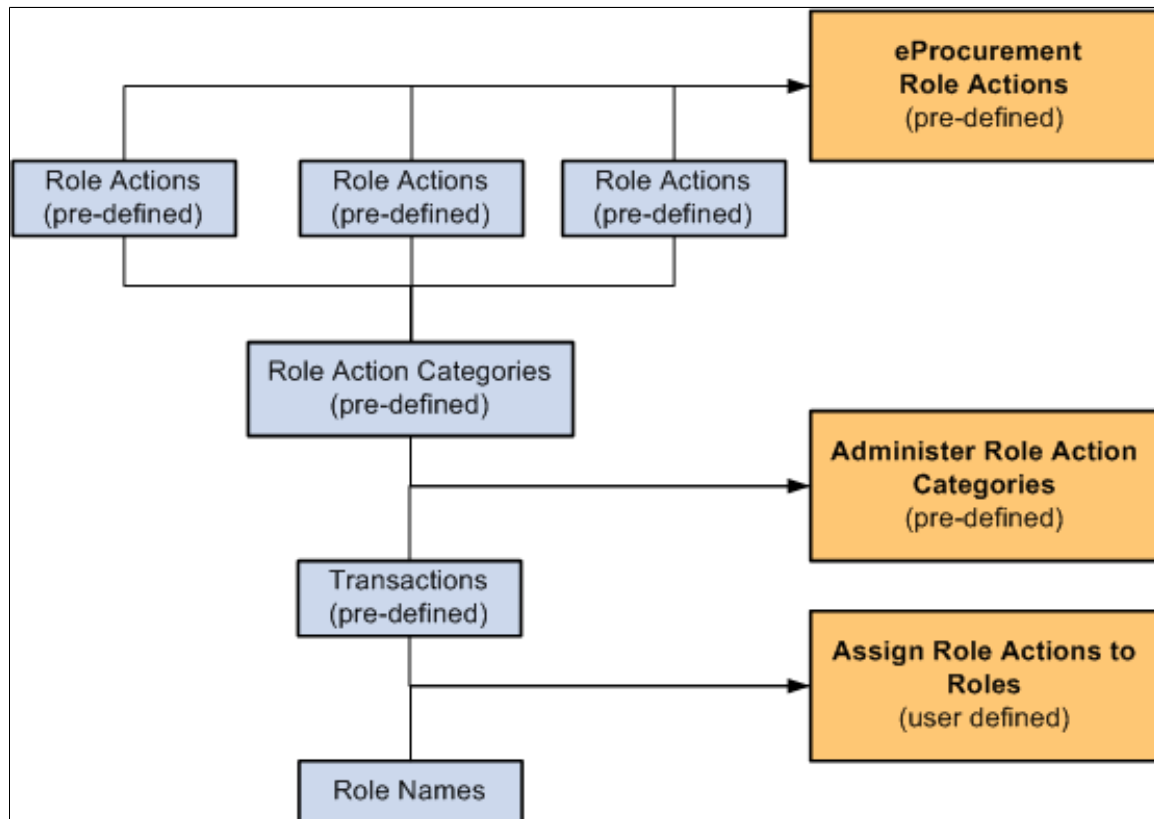 eProcurement
Role Actions
(pre-defined)
Role Actions
(pre-defined)
Role Actions
(pre-defined)
Role Actions
(pre-defined)
Role Action Categories
(pre-defined)
Administer Role Action
Categories
(pre-defined)
Transactions
(pre-defined)
Assign Role Actions to
Roles
(user defined)
Role Names